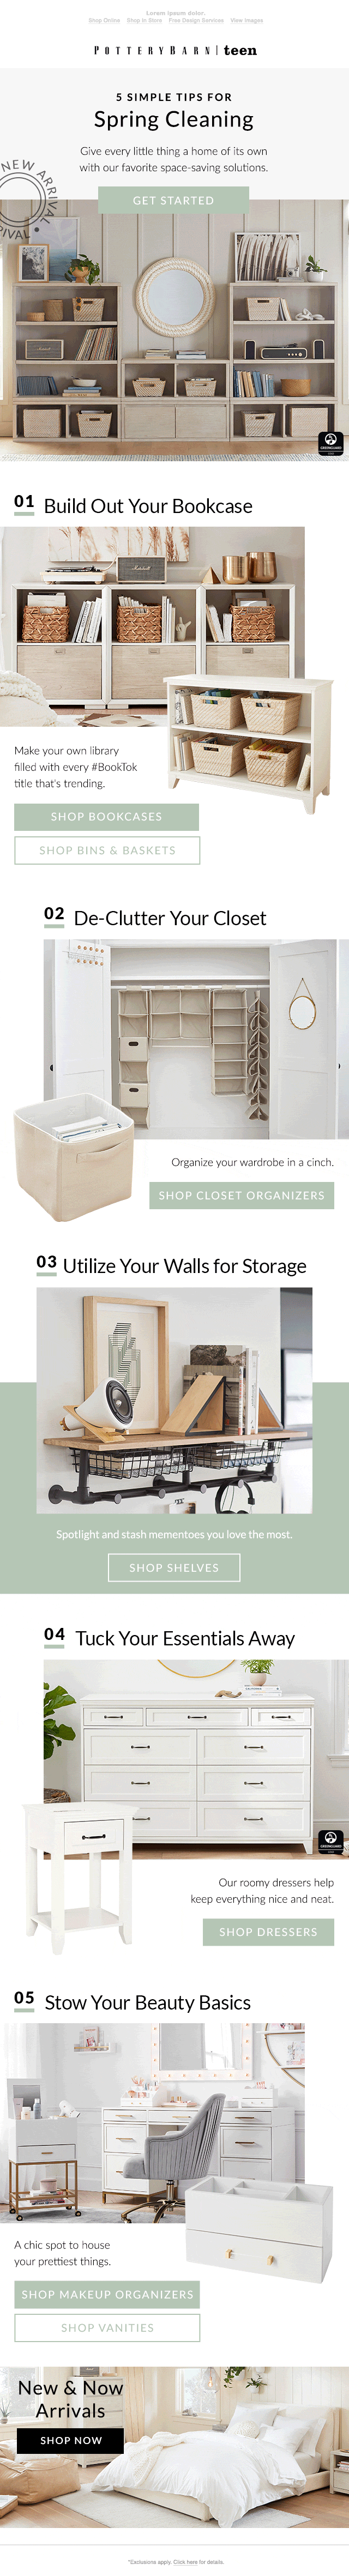 Lorem ipsum dolor.
Shop Online Shop In Store Free Design Services View Images
POTTERYBARN | teen
5 SIMPLE TIPS FOR
Spring Cleaning
Give every little thing a home of its own
with our favorite space-saving solutions.
NEW ARRIVAL
GET STARTED
GREENGUARD
01 Build Out Your Bookcase
Marshall
Make your own library
filled with every #BookTok
title that's trending.
SHOP BOOKCASES
SHOP BINS & BASKETS
02 De-Clutter Your Closet
Organize your wardrobe in a cinch.
SHOP CLOSET ORGANIZERS
03 Utilize Your Walls for Storage
Spotlight and stash mementoes you love the most.
SHOP SHELVES
04 Tuck Your Essentials Away
GREENGUARD
Our roomy dressers help
keep everything nice and neat.
SHOP DRESSERS
05 Stow Your Beauty Basics
A chic spot to house
your prettiest things.
SHOP MAKEUP ORGANIZERS
SHOP VANITIES
New & Now
Arrivals
SHOP NOW
*Exclusions apply. Click here for details.